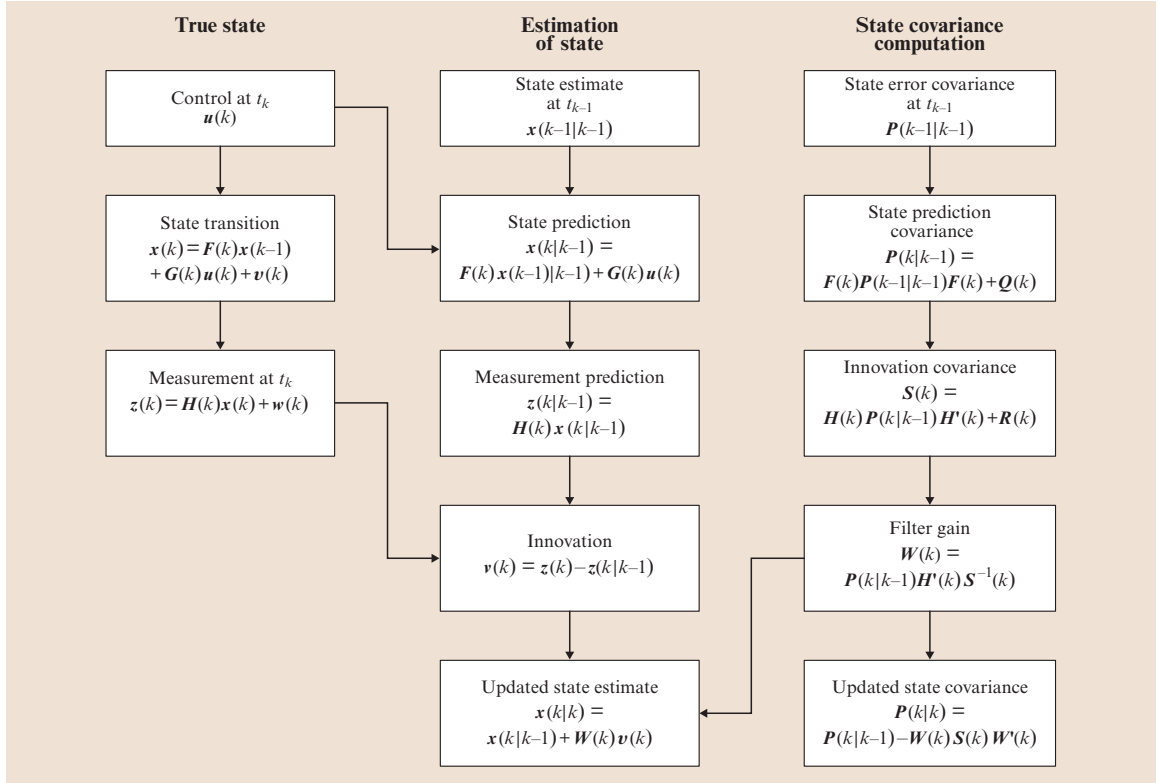 True state
Control at t_k
u(k)
State transition
x(k)=F(k)x(k–1)
+G(k)u(k)+v(k)
Measurement at t_k
z(k)=H(k)x(k)+w(k)
Estimation
of state
State estimate
at t_{k–1}
x(k–1|k–1)
State prediction
x(k|k–1) =
F(k)x(k–1)|k–1)+G(k)u(k)
Measurement prediction
z(k|k–1) =
H(k)x(k|k–1)
Innovation
v(k) = z(k)–z(k|k–1)
Updated state estimate
x(k|k) =
x(k|k–1)+W(k)v(k)
State covariance
computation
State error covariance
at t_{k–1}
P(k–1|k–1)
State prediction
covariance
P(k|k–1) =
F(k)P(k–1|k–1)F(k)+Q(k)
Innovation covariance
S(k) =
H(k)P(k|k–1)H'(k)+R(k)
Filter gain
W(k) =
P(k|k–1)H'(k)S^{–1}(k)
Updated state covariance
P(k|k) =
P(k|k–1)–W(k)S(k)W'(k)